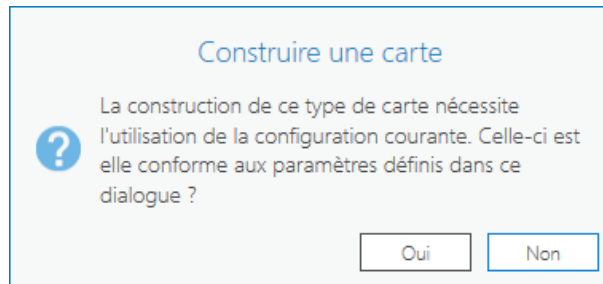 Construire une carte
La construction de ce type de carte nécessite
l'utilisation de la configuration courante. Celle-ci est
elle conforme aux paramètres définis dans ce
dialogue ?
Oui
Non